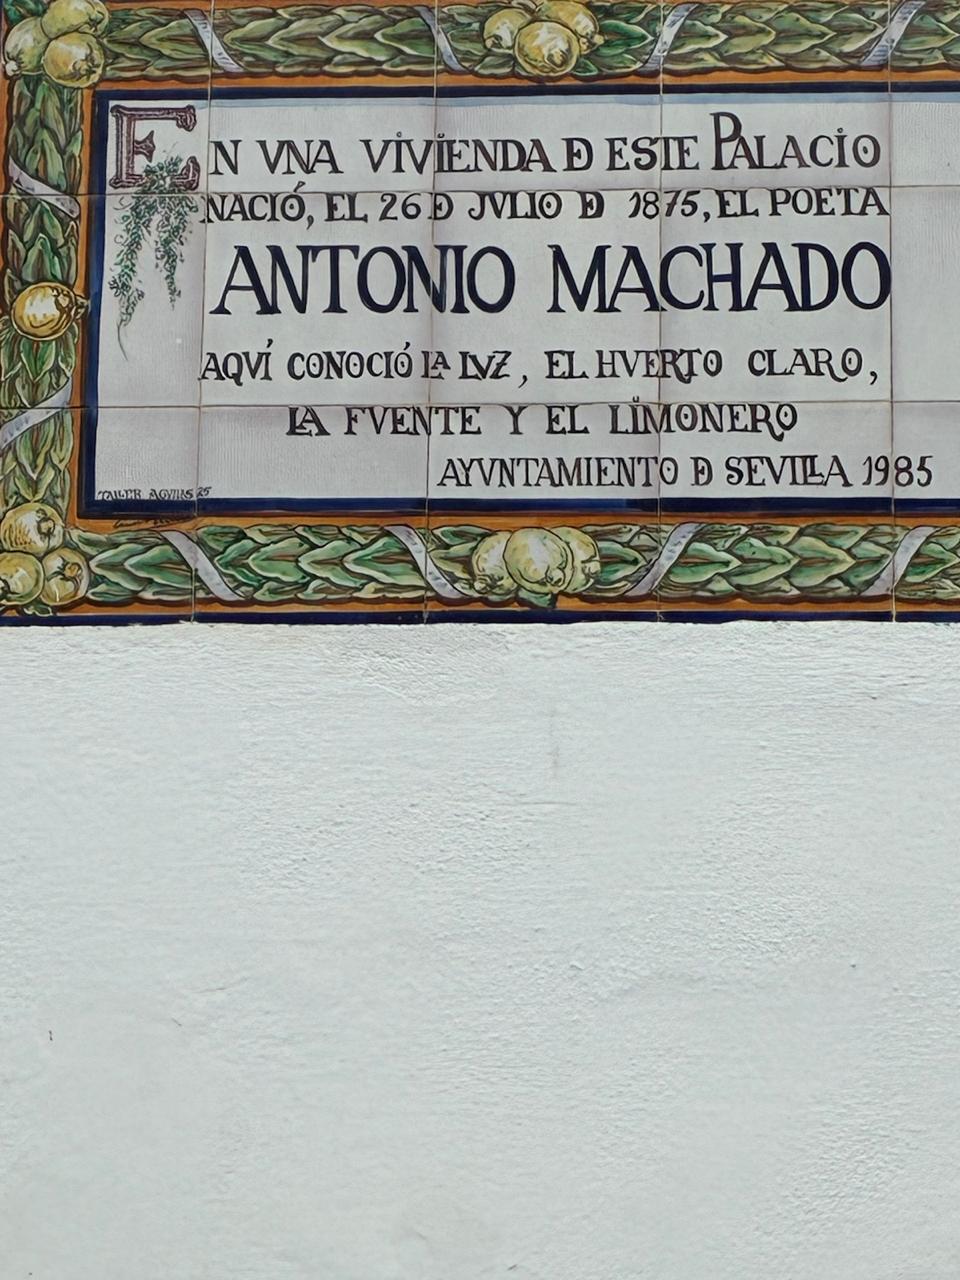 EN VNA VIVIENDA D ESTE PALACIO
NACIÓ, EL 26 D JVLIO D 1875, EL POETA
ANTONIO MACHADO
AQVÍ CONOCIÓ LA LVZ, EL HVERTO CLARO,
LA FVENTE Y EL LIMONERO
AYVNTAMIENTO D SEVILLA 1985